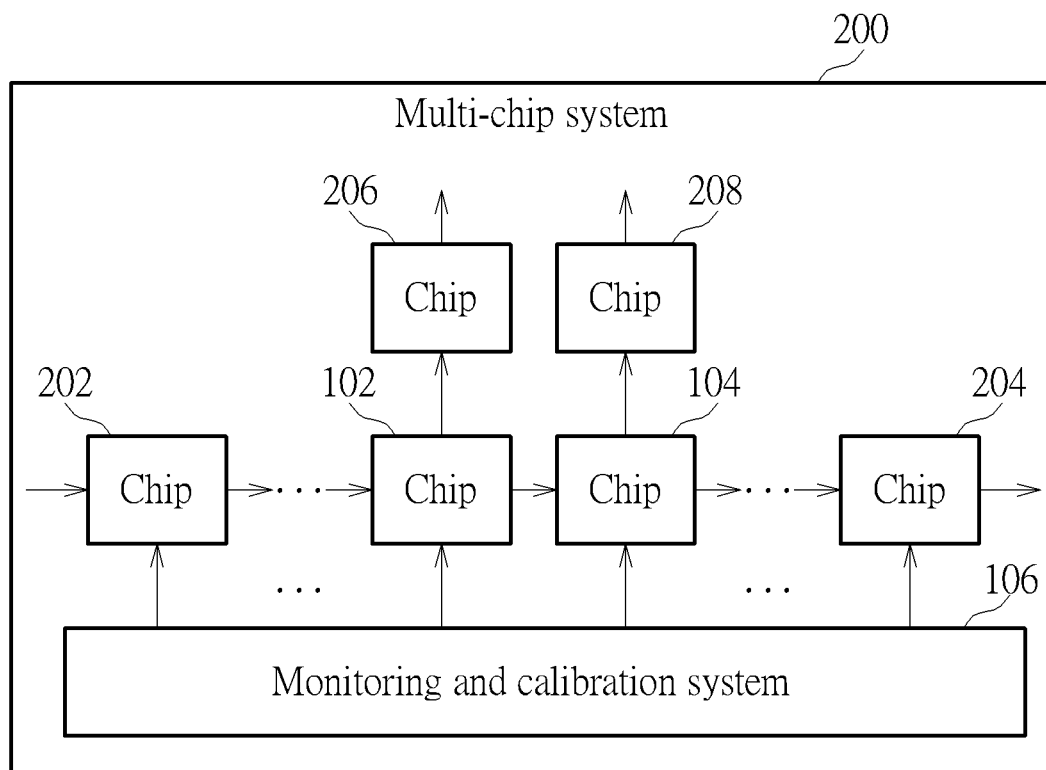 200
Multi-chip system
206
208
Chip
Chip
202
102
104
204
Chip
...
Chip
Chip
...
Chip
...
...
106
Monitoring and calibration system